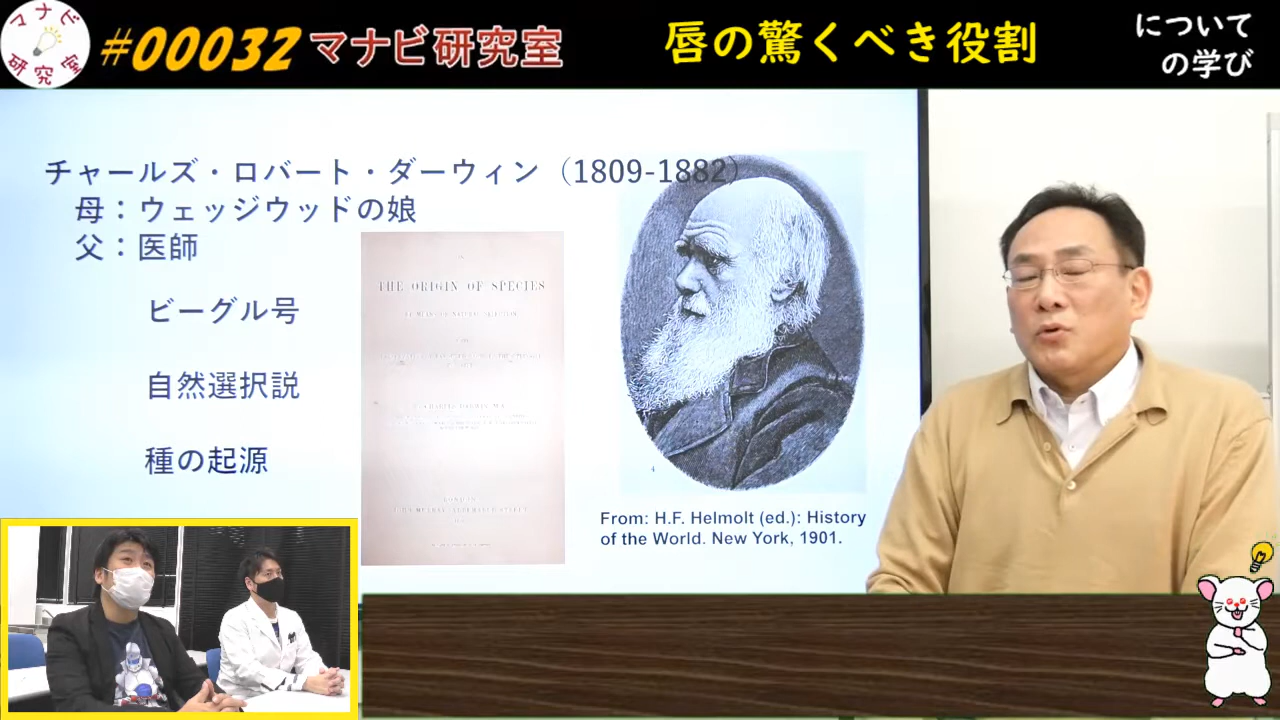 マナビ
研究室
#00032 マナビ研究室
唇の驚くべき役割
について
の学び
チャールズ・ロバート・ダーウィン（1809-1882）
母：ウェッジウッドの娘
父：医師
ビーグル号
自然選択説
種の起源
THE ORIGIN OF SPECIES
From: H.F. Helmolt (ed.): History
of the World. New York, 1901.